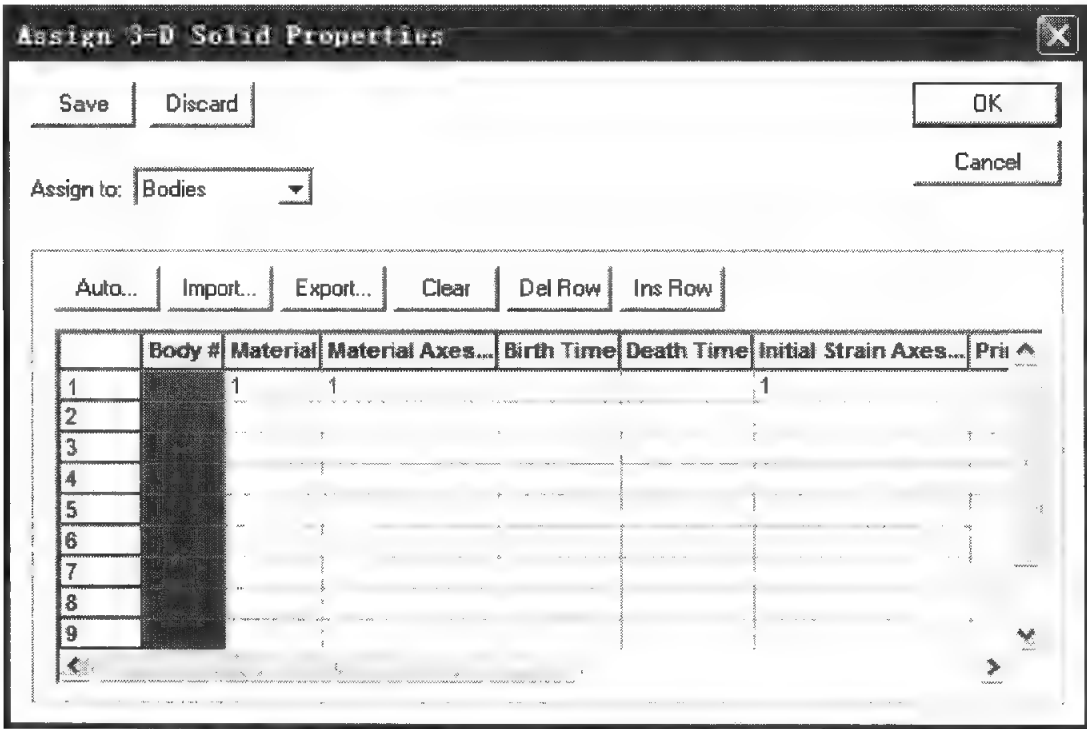 Assign 3-D Solid Properties
Save Discard OK
Cancel
Assign to: Bodies
Auto... Import... Export... Clear Del Row Ins Row
Body # Material Material Axes... Birth Time Death Time Initial Strain Axes... Prii
1 1 1 1
2
3
4
5
6
7
8
9